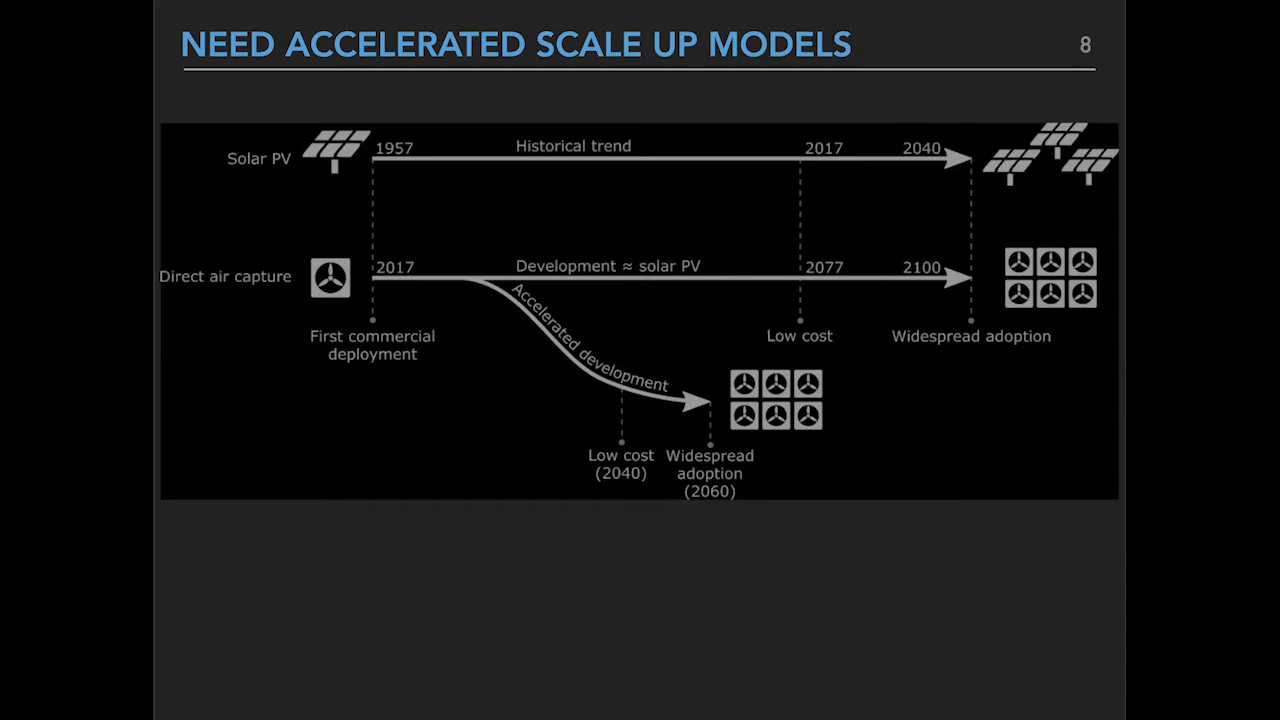 NEED ACCELERATED SCALE UP MODELS
8
Solar PV
1957
Historical trend
2017
2040
Direct air capture
2017
Development ≈ solar PV
2077
2100
Accelerated development
First commercial
deployment
Low cost
Widespread adoption
Low cost
(2040)
Widespread
adoption
(2060)